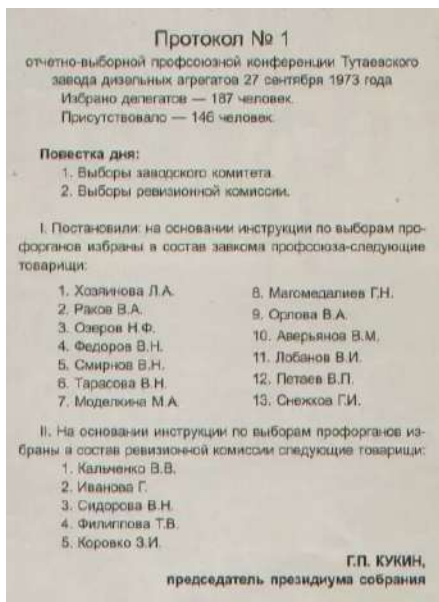 Протокол № 1
отчетно-выборной профсоюзной конференции Тутаевского
завода дизельных агрегатов 27 сентября 1973 года
Избрано делегатов — 187 человек.
Присутствовало — 146 человек.
Повестка дня:
1. Выборы заводского комитета.
2. Выборы ревизионной комиссии.
I. Постановили: на основании инструкции по выборам про-
форганов избраны в состав завкома профсоюза-следующие
товарищи:
1. Хозяинова Л.А.
2. Раков В.А.
3. Озеров Н.Ф.
4. Федоров В.Н.
5. Смирнов В.Н.
6. Тарасова В.Н.
7. Моделкина М.А.
8. Магомедалиев Г.Н.
9. Орлова В.А.
10. Аверьянов В.М.
11. Лобанов В.И.
12. Петаев В.П.
13. Снежков Г.И.
II. На основании инструкции по выборам профорганов из-
браны в состав ревизионной комиссии следующие товарищи:
1. Кальченко В.В.
2. Иванова Г.
3. Сидорова В.Н.
4. Филиппова Т.В.
5. Коровко З.И.
Г.П. КУКИН,
председатель президиума собрания